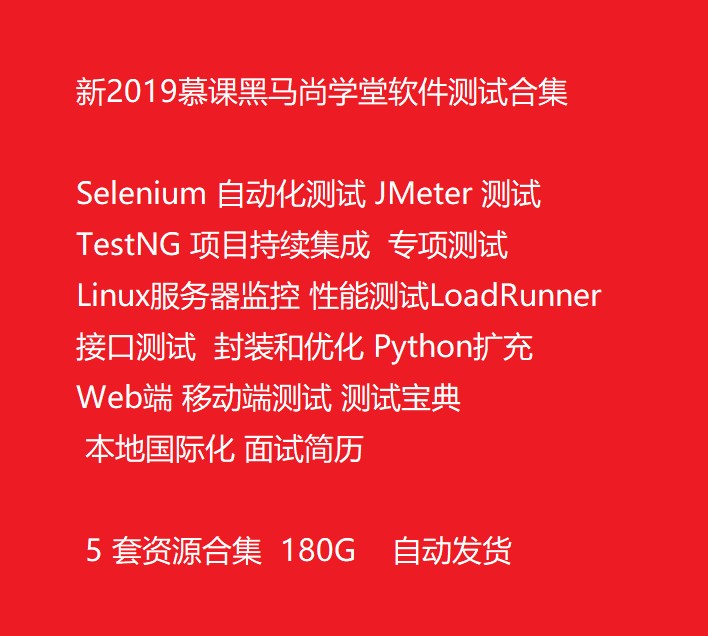 新2019慕课黑马尚学堂软件测试合集
Selenium 自动化测试 JMeter 测试
TestNG 项目持续集成 专项测试
Linux服务器监控 性能测试LoadRunner
接口测试 封装和优化 Python扩充
Web端 移动端测试 测试宝典
本地国际化 面试简历
5 套资源合集 180G 自动发货